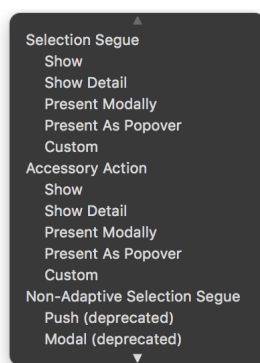 Selection Segue
Show
Show Detail
Present Modally
Present As Popover
Custom
Accessory Action
Show
Show Detail
Present Modally
Present As Popover
Custom
Non-Adaptive Selection Segue
Push (deprecated)
Modal (deprecated)